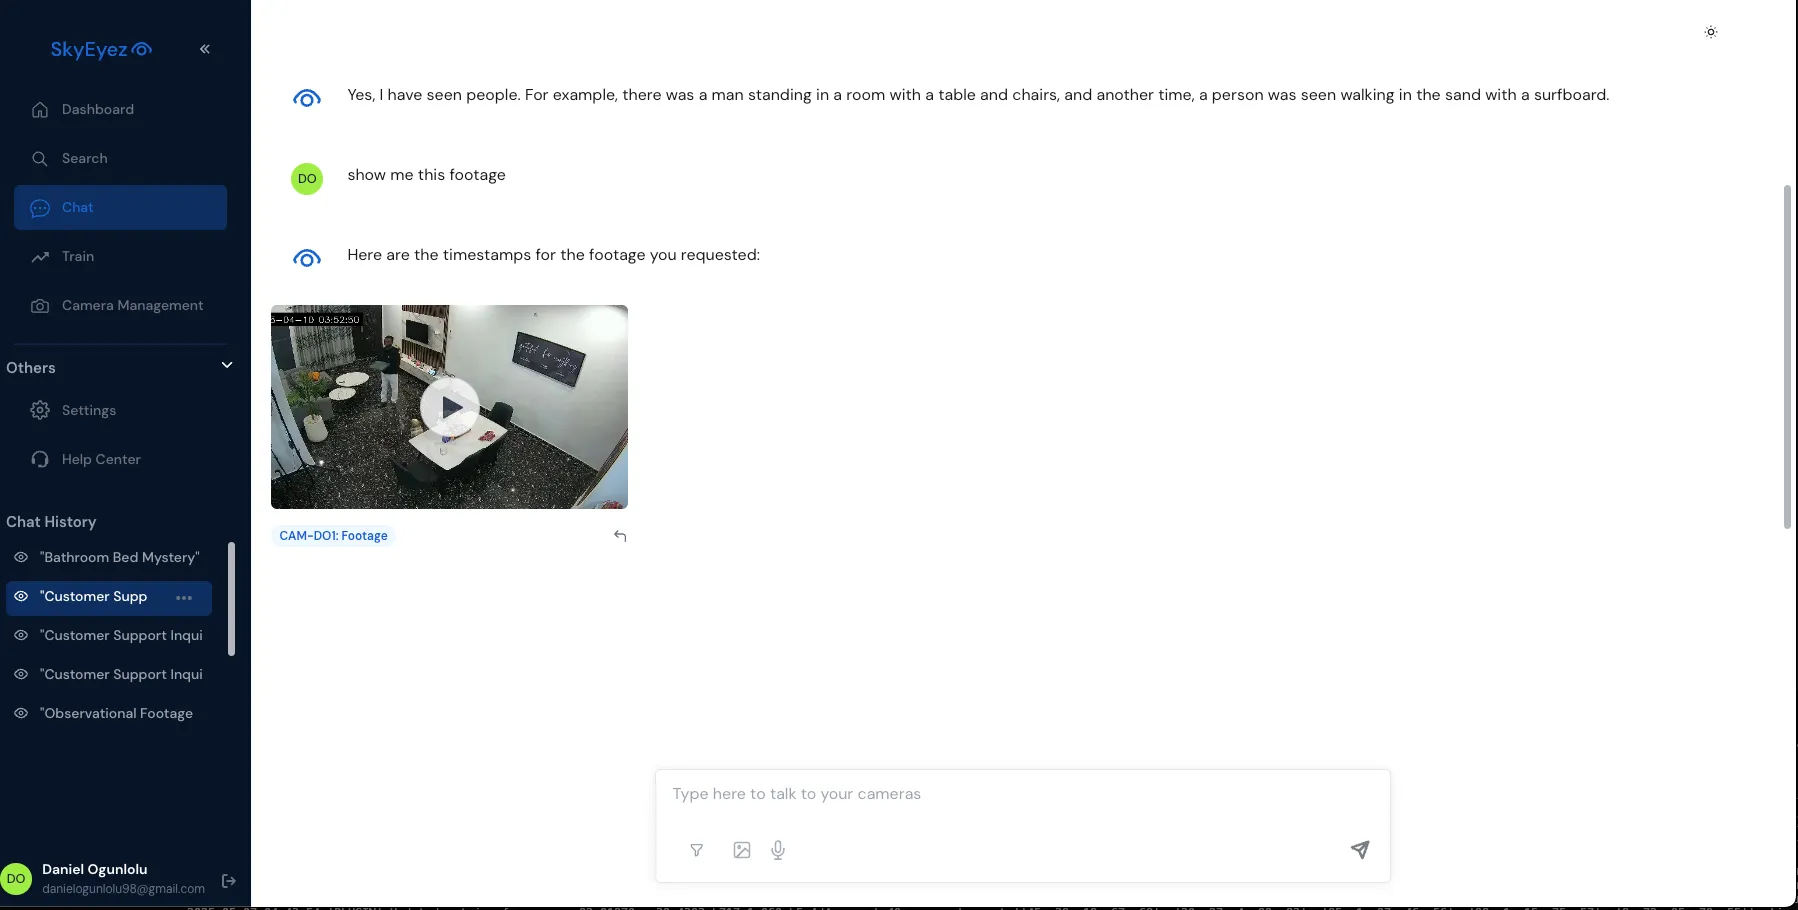 SkyEyez
Dashboard
Search
Chat
Train
Camera Management
Others
Settings
Help Center
Chat History
"Bathroom Bed Mystery"
"Customer Supp
"Customer Support Inqui
"Customer Support Inqui
"Observational Footage
DO
Daniel Ogunlolu
danielogunlolu98@gmail.com
Yes, I have seen people. For example, there was a man standing in a room with a table and chairs, and another time, a person was seen walking in the sand with a surfboard.
DO
show me this footage
Here are the timestamps for the footage you requested:
-04-10 03:52:50
CAM-DO1: Footage
Type here to talk to your cameras